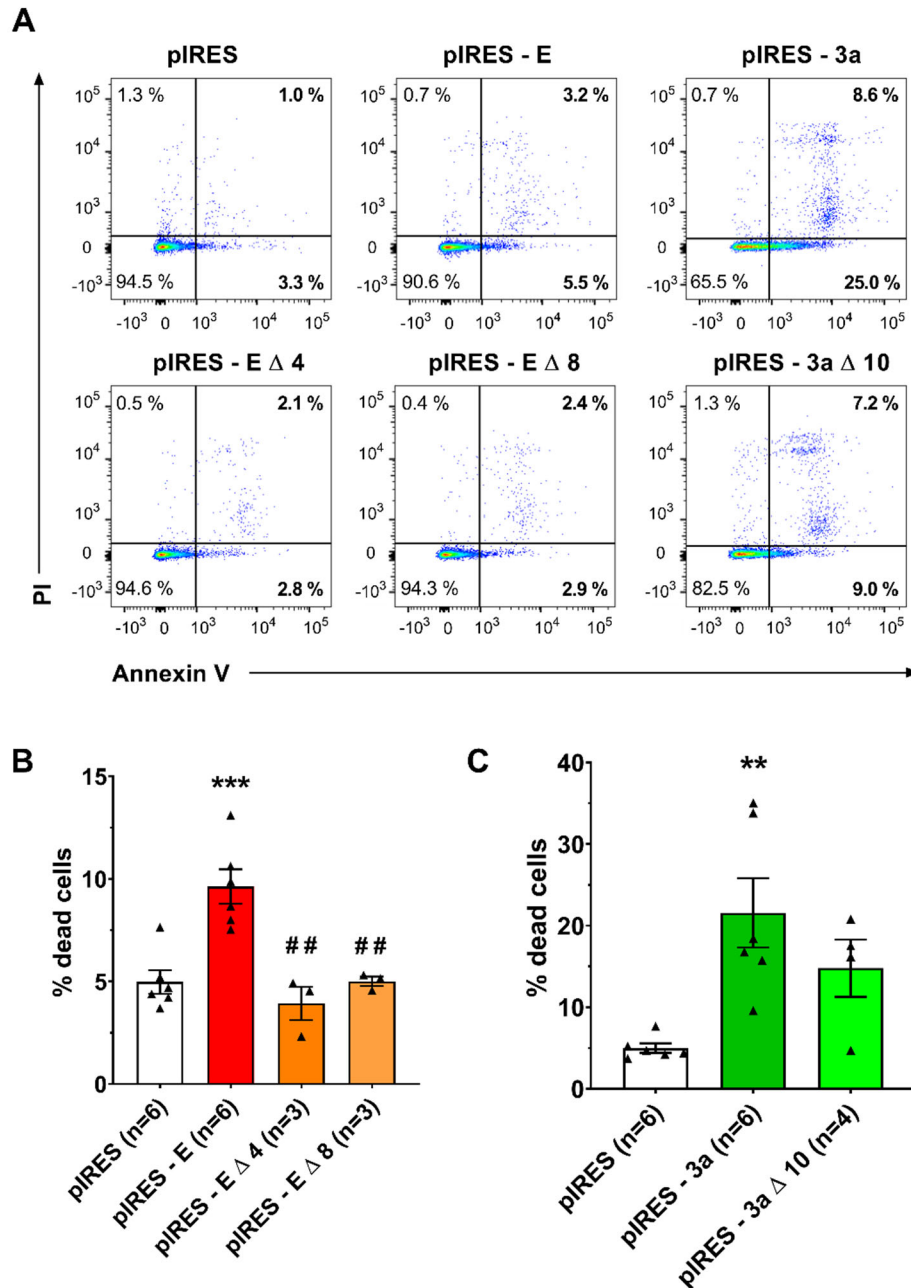 A
pIRES pIRES - E pIRES - 3a
10⁵ 1.3 % 1.0 % 10⁵ 0.7 % 3.2 % 10⁵ 0.7 % 8.6 %
10⁴ 10⁴ 10⁴
10³ 10³ 10³
0 0 0
-10³ 94.5 % 3.3 % -10³ 90.6 % 5.5 % -10³ 65.5 % 25.0 %
-10³ 0 10³ 10⁴ 10⁵ -10³ 0 10³ 10⁴ 10⁵ -10³ 0 10³ 10⁴ 10⁵
pIRES - E Δ 4 pIRES - E Δ 8 pIRES - 3a Δ 10
10⁵ 0.5 % 2.1 % 10⁵ 0.4 % 2.4 % 10⁵ 1.3 % 7.2 %
10⁴ 10⁴ 10⁴
10³ 10³ 10³
0 0 0
-10³ 94.6 % 2.8 % -10³ 94.3 % 2.9 % -10³ 82.5 % 9.0 %
-10³ 0 10³ 10⁴ 10⁵ -10³ 0 10³ 10⁴ 10⁵ -10³ 0 10³ 10⁴ 10⁵
PI
Annexin V
B
% dead cells
15
10
5
0
***
##
##
pIRES (n=6)
pIRES - E (n=6)
pIRES - E Δ 4 (n=3)
pIRES - E Δ 8 (n=3)
C
% dead cells
40
30
20
10
0
**
pIRES (n=6)
pIRES - 3a (n=6)
pIRES - 3a Δ 10 (n=4)